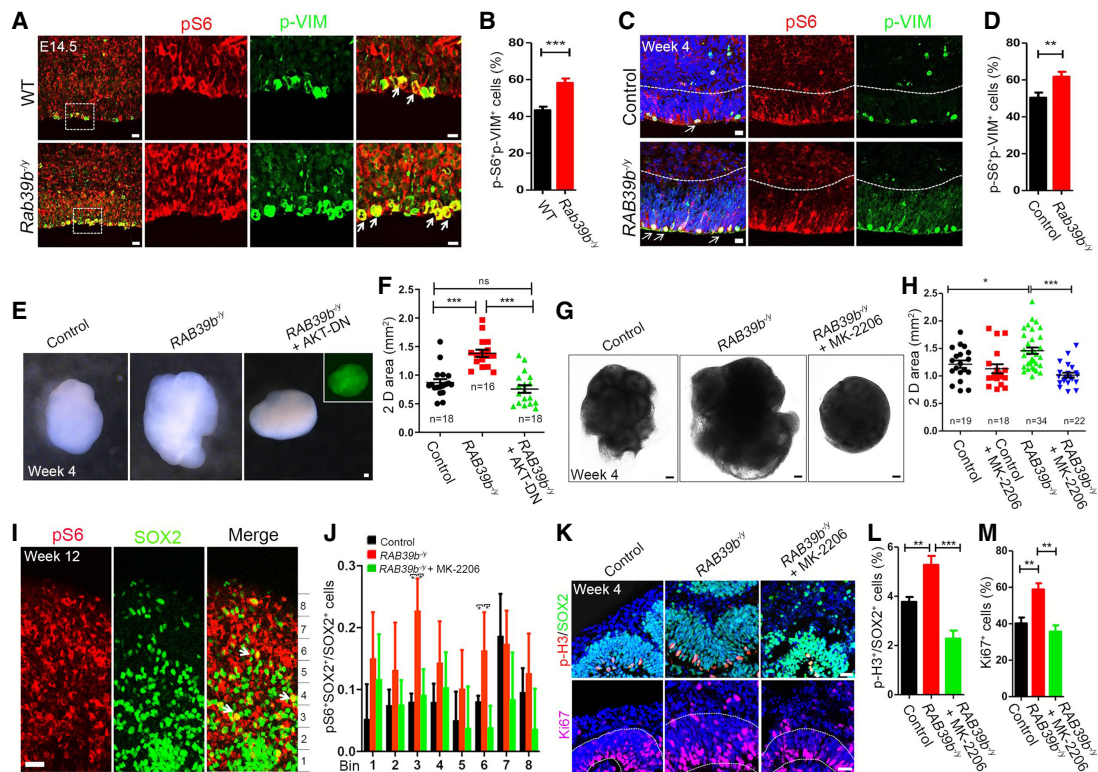 A
pS6
p-VIM
E14.5
WT
Rab39b-/y
B
***
p-S6+p-VIM+ cells (%)
80
60
40
20
0
WT
Rab39b-/y
C
pS6
p-VIM
Week 4
Control
RAB39b-/y
D
**
p-S6+p-VIM+ cells (%)
80
60
40
20
0
Control
RAB39b-/y
E
Control
RAB39b-/y
RAB39b-/y
+ AKT-DN
Week 4
F
ns
***
***
2 D area (mm2)
2.5
2.0
1.5
1.0
0.5
0.0
n=18
n=16
n=18
Control
RAB39b-/y
RAB39b-/y
+ AKT-DN
G
Control
RAB39b-/y
RAB39b-/y
+ MK-2206
Week 4
H
*
***
2 D area (mm2)
2.5
2.0
1.5
1.0
0.5
0.0
n=19
n=18
n=34
n=22
Control
Control
+ MK-2206
RAB39b-/y
RAB39b-/y
+ MK-2206
I
pS6
SOX2
Merge
Week 12
8
7
6
5
4
3
2
1
J
Control
RAB39b-/y
RAB39b-/y + MK-2206
pS6+SOX2+/SOX2+ cells
0.3
0.2
0.1
0.0
Bin 1 2 3 4 5 6 7 8
K
Control
RAB39b-/y
RAB39b-/y
+ MK-2206
p-H3/SOX2
Week 4
Ki67
L
**
***
p-H3+/SOX2+ cells (%)
8
6
4
2
0
Control
RAB39b-/y
RAB39b-/y
+ MK-2206
M
**
**
Ki67+ cells (%)
80
60
40
20
0
Control
RAB39b-/y
RAB39b-/y
+ MK-2206